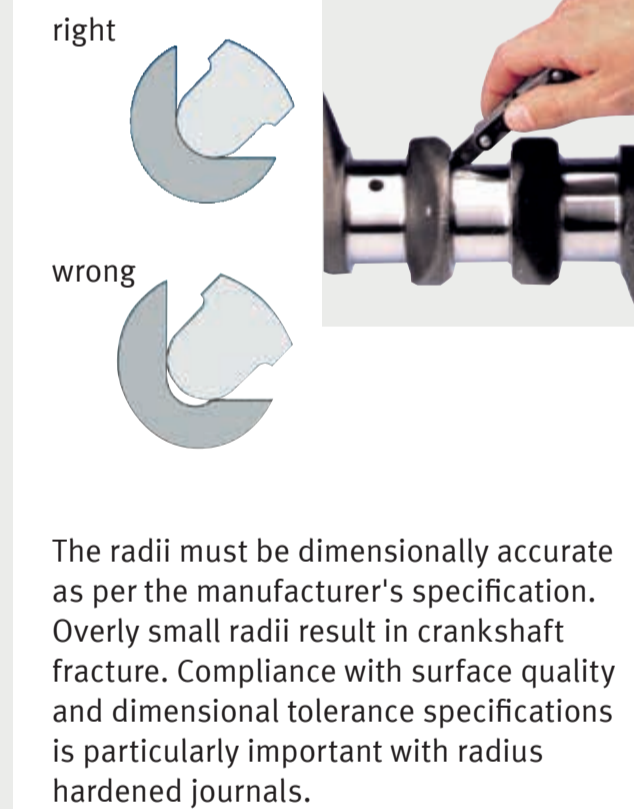 right
wrong
The radii must be dimensionally accurate
as per the manufacturer's specification.
Overly small radii result in crankshaft
fracture. Compliance with surface quality
and dimensional tolerance specifications
is particularly important with radius
hardened journals.